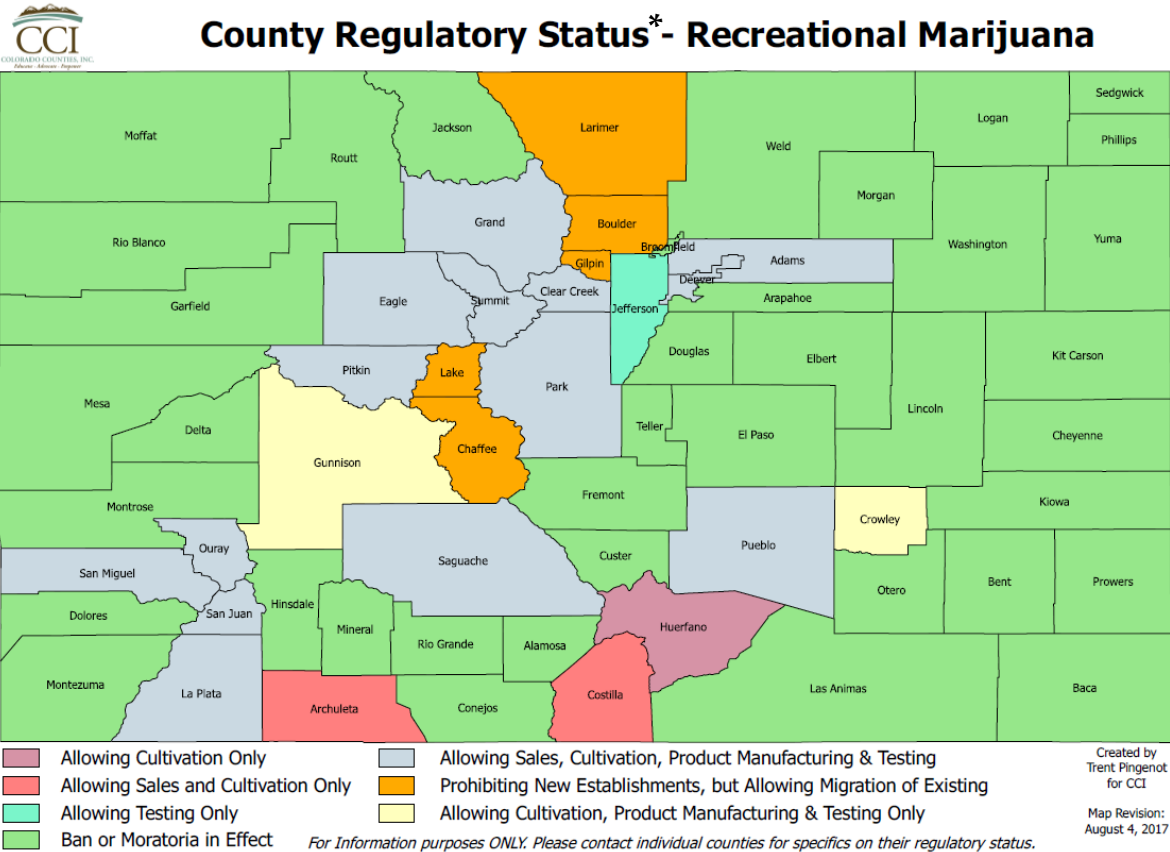 CCI
COLORADO COUNTIES, INC.
Educate - Advocate - Empower
County Regulatory Status*- Recreational Marijuana
Moffat
Routt
Jackson
Larimer
Weld
Logan
Sedgwick
Phillips
Morgan
Rio Blanco
Grand
Boulder
Washington
Yuma
Broomfield
Gilpin
Adams
Garfield
Eagle
Summit
Clear Creek
Denver
Jefferson
Arapahoe
Mesa
Pitkin
Lake
Park
Douglas
Elbert
Kit Carson
Delta
Gunnison
Chaffee
Teller
El Paso
Lincoln
Cheyenne
Montrose
Fremont
Kiowa
Ouray
Saguache
Custer
Pueblo
Crowley
San Miguel
Otero
Bent
Prowers
Dolores
San Juan
Hinsdale
Mineral
Rio Grande
Alamosa
Huerfano
Montezuma
La Plata
Archuleta
Conejos
Costilla
Las Animas
Baca
Allowing Cultivation Only
Allowing Sales and Cultivation Only
Allowing Testing Only
Ban or Moratoria in Effect
Allowing Sales, Cultivation, Product Manufacturing & Testing
Prohibiting New Establishments, but Allowing Migration of Existing
Allowing Cultivation, Product Manufacturing & Testing Only
For Information purposes ONLY. Please contact individual counties for specifics on their regulatory status.
Created by
Trent Pingenot
for CCI
Map Revision:
August 4, 2017